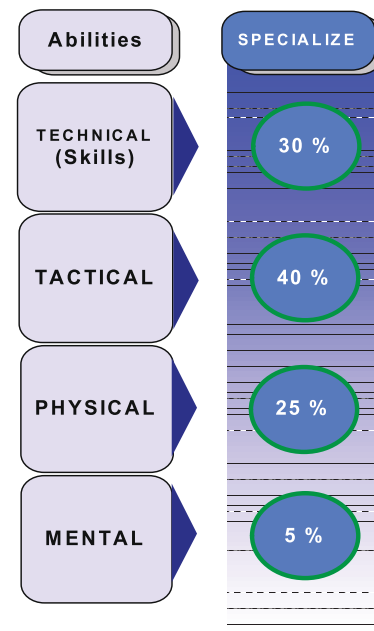 Abilities
SPECIALIZE
TECHNICAL
(Skills)
30 %
TACTICAL
40 %
PHYSICAL
25 %
MENTAL
5 %